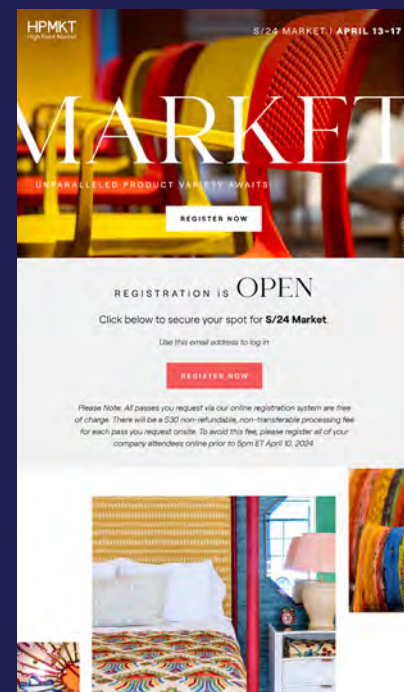 HPMKT
High Point Market
S/24 MARKET | APRIL 13–17
MARKET
UNPARALLELED PRODUCT VARIETY AWAITS
REGISTER NOW
REGISTRATION IS OPEN
Click below to secure your spot for S/24 Market.
Use this email address to log in
REGISTER NOW
Please Note: All passes you request via our online registration system are free
of charge. There will be a $30 non-refundable, non-transferable processing fee
for each pass you request onsite. To avoid this fee, please register all of your
company attendees online prior to 5pm ET April 10, 2024.